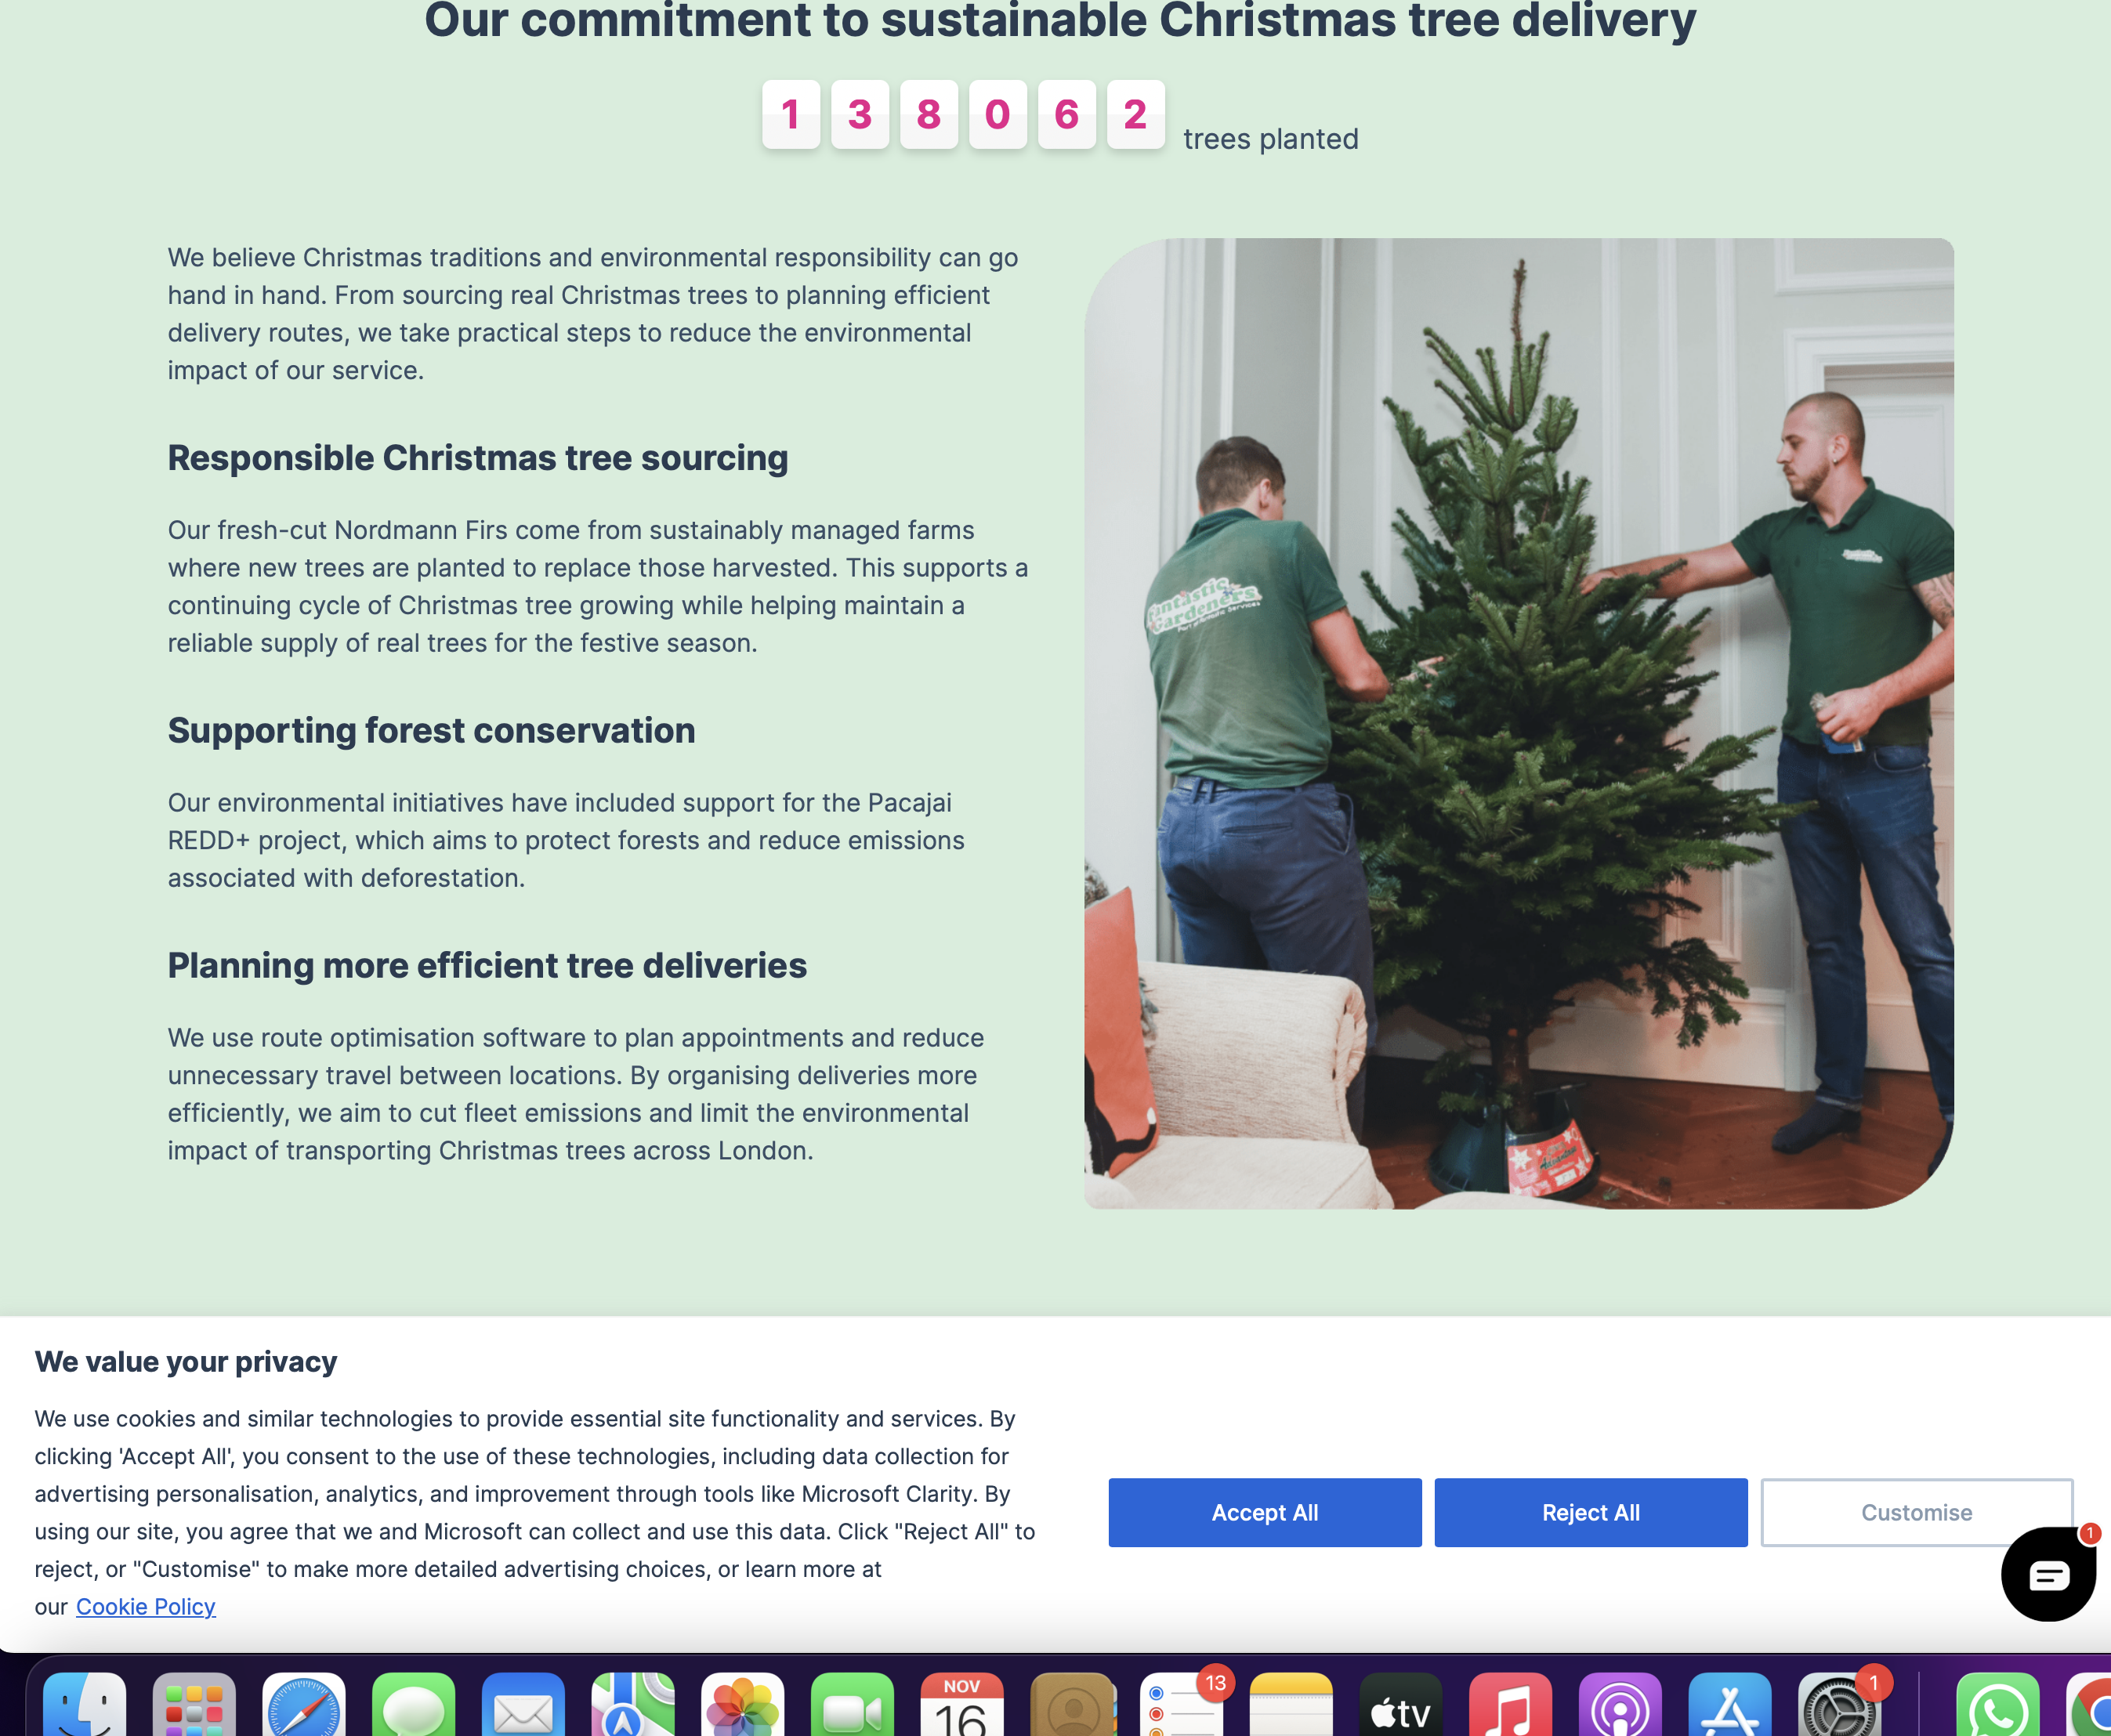 Our commitment to sustainable Christmas tree delivery
1 3 8 0 6 2 trees planted
We believe Christmas traditions and environmental responsibility can go
hand in hand. From sourcing real Christmas trees to planning efficient
delivery routes, we take practical steps to reduce the environmental
impact of our service.
Responsible Christmas tree sourcing
Our fresh-cut Nordmann Firs come from sustainably managed farms
where new trees are planted to replace those harvested. This supports a
continuing cycle of Christmas tree growing while helping maintain a
reliable supply of real trees for the festive season.
Supporting forest conservation
Our environmental initiatives have included support for the Pacajai
REDD+ project, which aims to protect forests and reduce emissions
associated with deforestation.
Planning more efficient tree deliveries
We use route optimisation software to plan appointments and reduce
unnecessary travel between locations. By organising deliveries more
efficiently, we aim to cut fleet emissions and limit the environmental
impact of transporting Christmas trees across London.
Fantastic
Gardeners
We value your privacy
We use cookies and similar technologies to provide essential site functionality and services. By
clicking 'Accept All', you consent to the use of these technologies, including data collection for
advertising personalisation, analytics, and improvement through tools like Microsoft Clarity. By
using our site, you agree that we and Microsoft can collect and use this data. Click "Reject All" to
reject, or "Customise" to make more detailed advertising choices, or learn more at
our Cookie Policy
Accept All
Reject All
Customise
1
NOV
16
13
tv
1